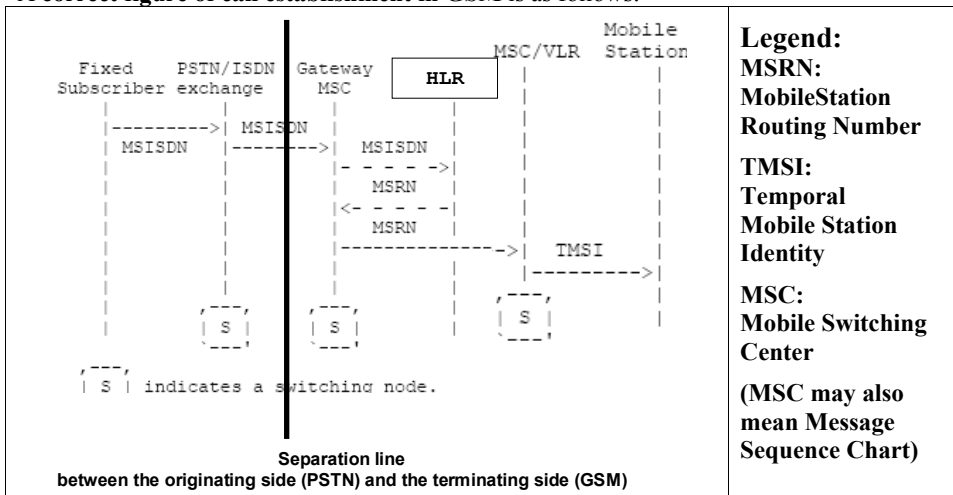 A correct figure of call establishment in GSM is as follows:
Mobile
MSC/VLR Station
Fixed PSTN/ISDN Gateway HLR
Subscriber exchange MSC
MSISDN
MSISDN MSISDN
MSRN
MSRN
TMSI
S S S
S indicates a switching node.
Separation line
between the originating side (PSTN) and the terminating side (GSM)
Legend:
MSRN:
MobileStation
Routing Number
TMSI:
Temporal
Mobile Station
Identity
MSC:
Mobile Switching
Center
(MSC may also
mean Message
Sequence Chart)